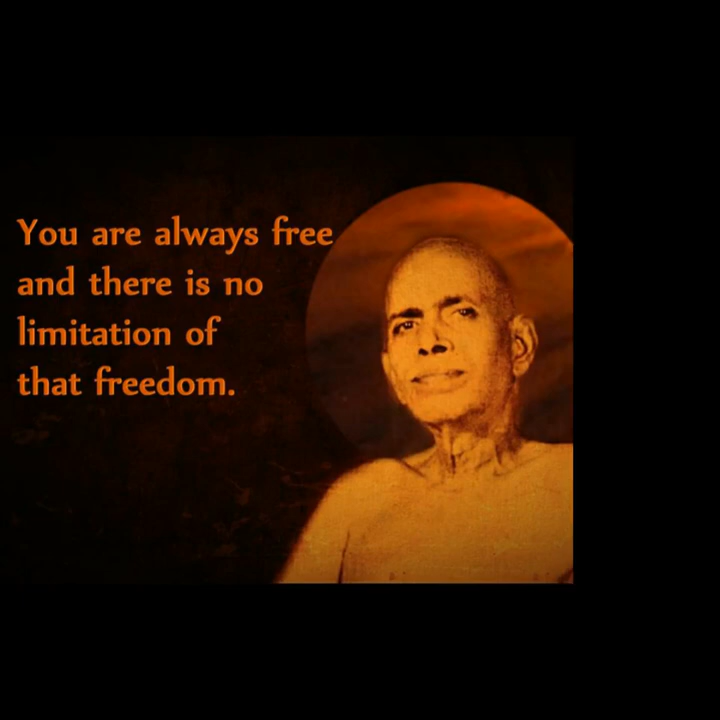 You are always free
and there is no
limitation of
that freedom.